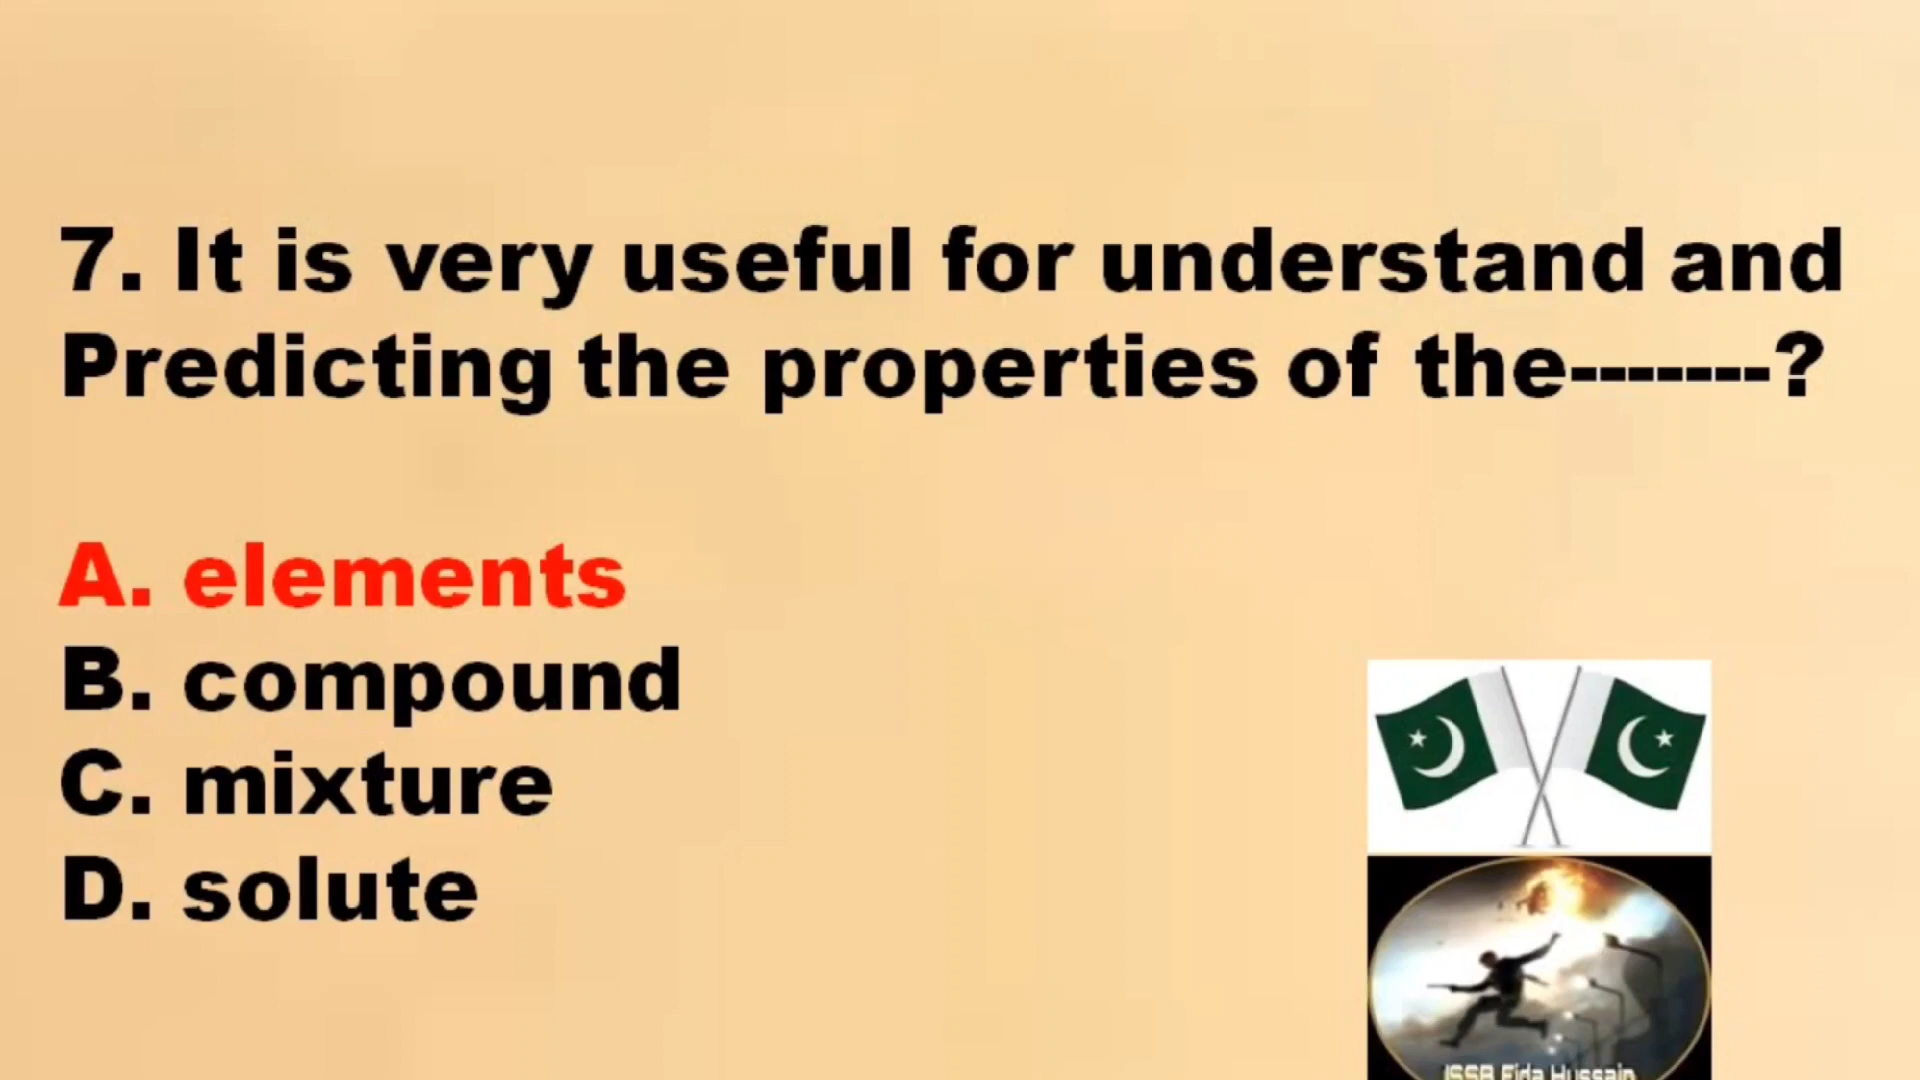 7. It is very useful for understand and
Predicting the properties of the-------?
A. elements
B. compound
C. mixture
D. solute
ISSB Fida Hussain